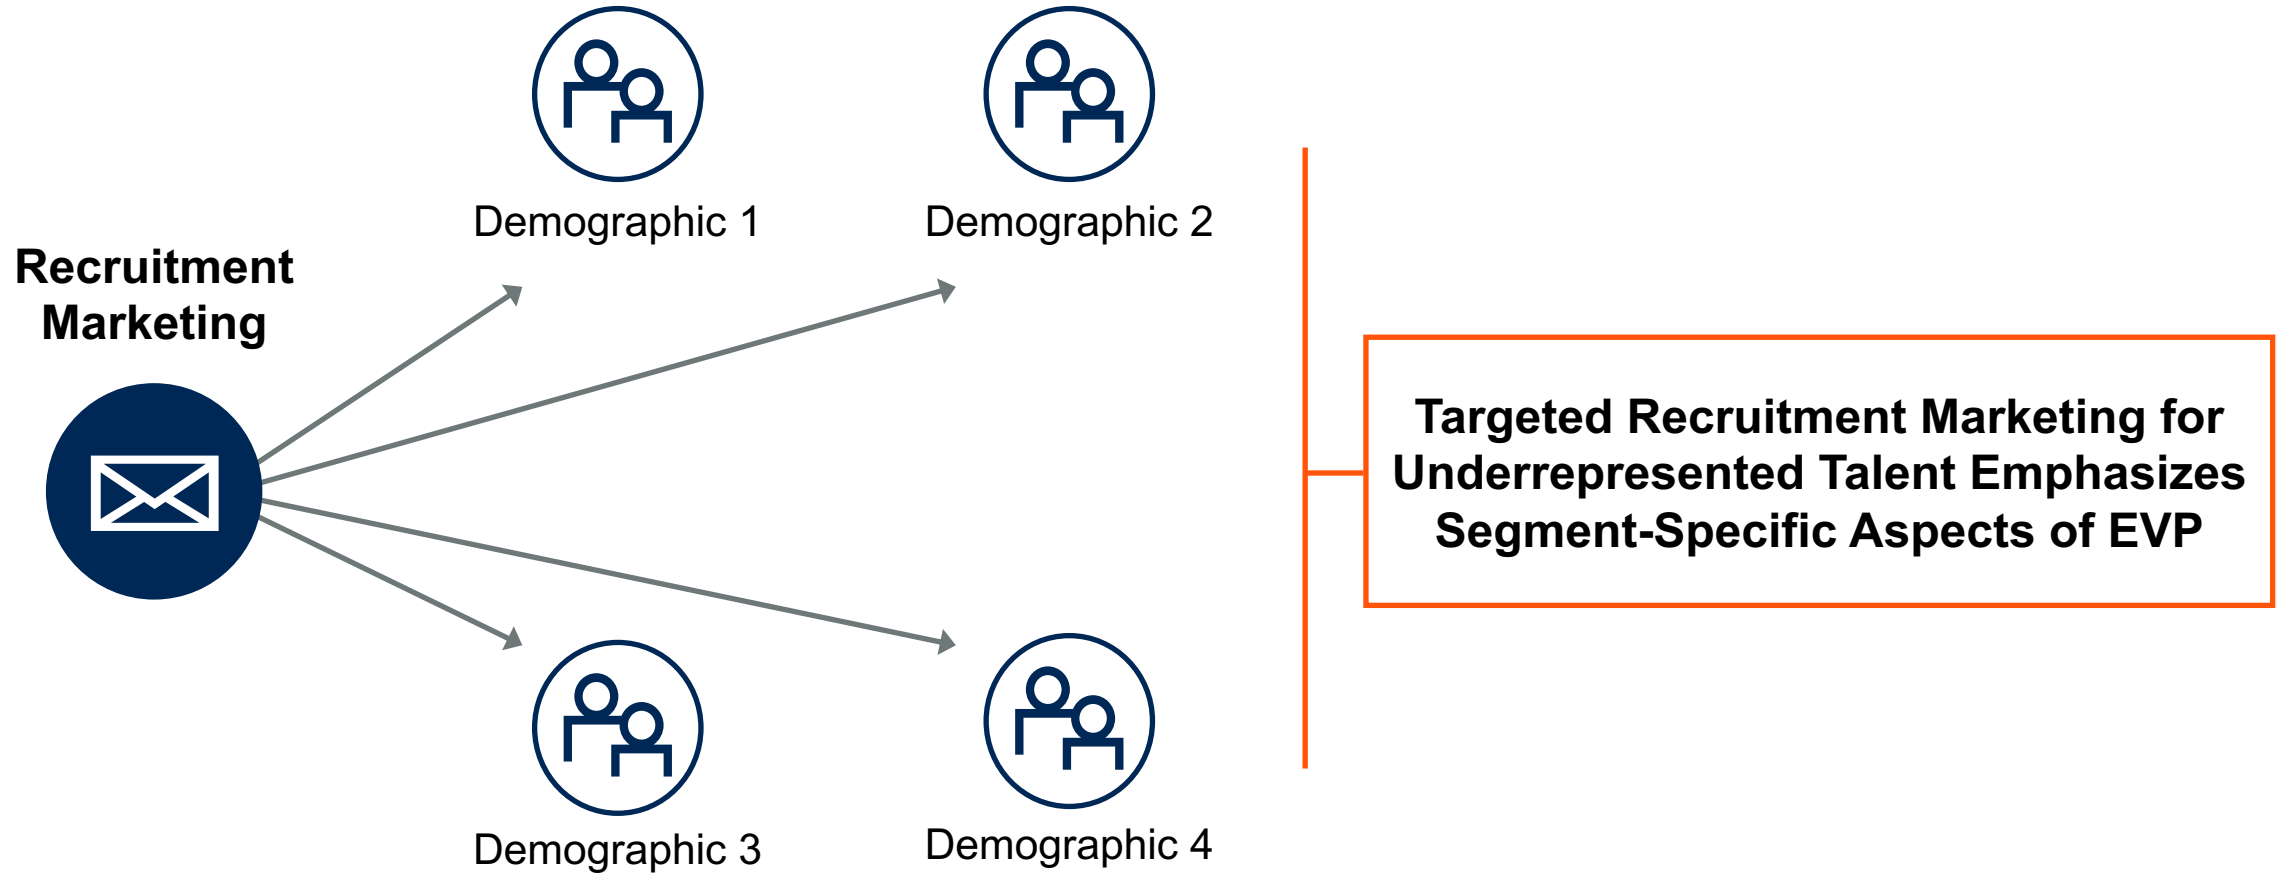 Demographic 1
Demographic 2
Recruitment
Marketing
Targeted Recruitment Marketing for
Underrepresented Talent Emphasizes
Segment-Specific Aspects of EVP
Demographic 3
Demographic 4